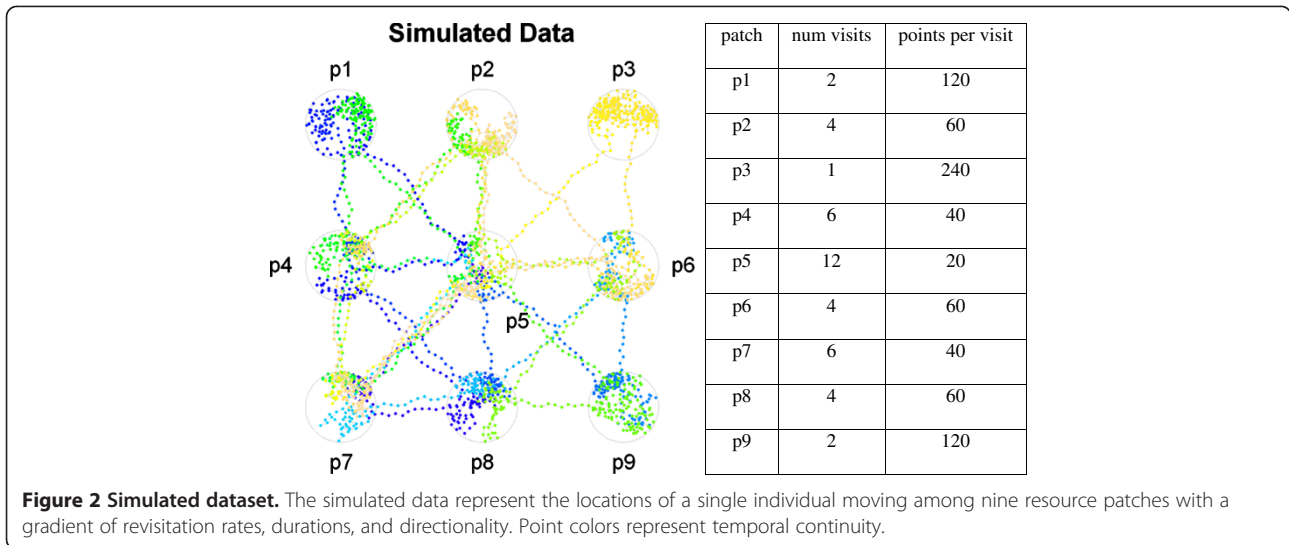 Simulated Data
p1 p2 p3
p4 p6
p5
p7 p8 p9
patch num visits points per visit
p1 2 120
p2 4 60
p3 1 240
p4 6 40
p5 12 20
p6 4 60
p7 6 40
p8 4 60
p9 2 120
Figure 2 Simulated dataset. The simulated data represent the locations of a single individual moving among nine resource patches with a
gradient of revisitation rates, durations, and directionality. Point colors represent temporal continuity.